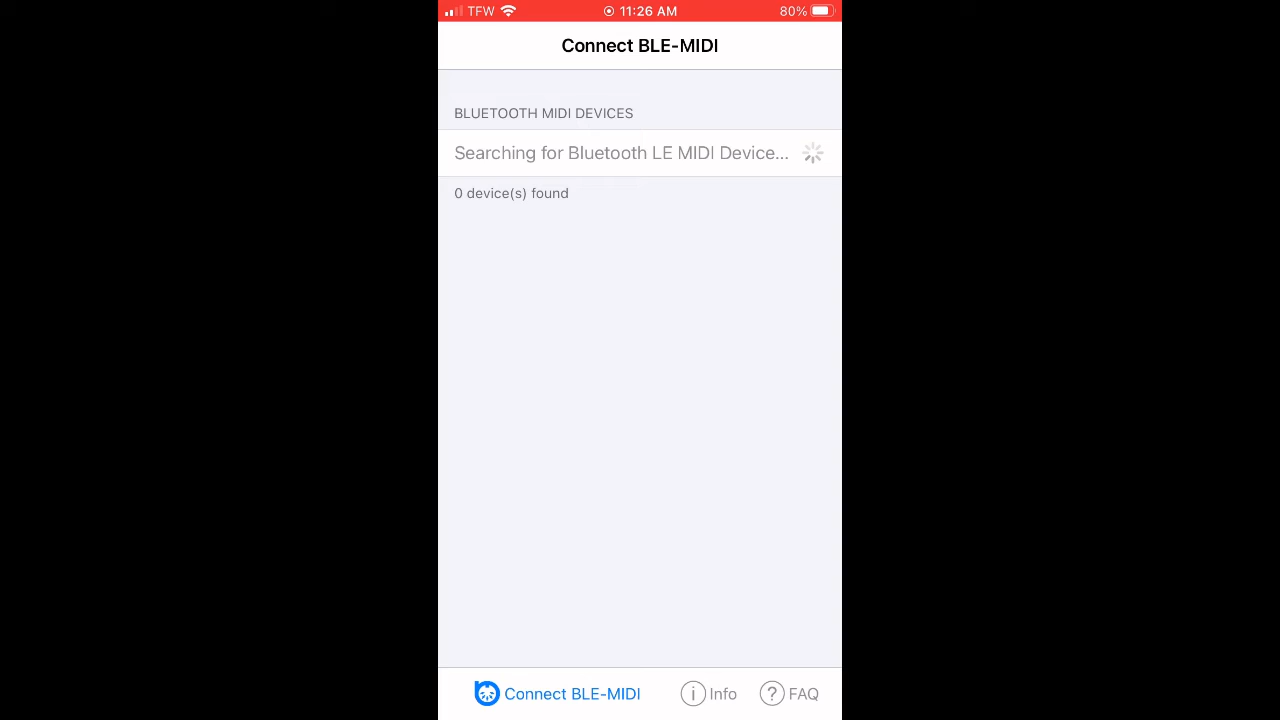 TFW 11:26 AM 80%
Connect BLE-MIDI
BLUETOOTH MIDI DEVICES
Searching for Bluetooth LE MIDI Device...
0 device(s) found
Connect BLE-MIDI Info FAQ